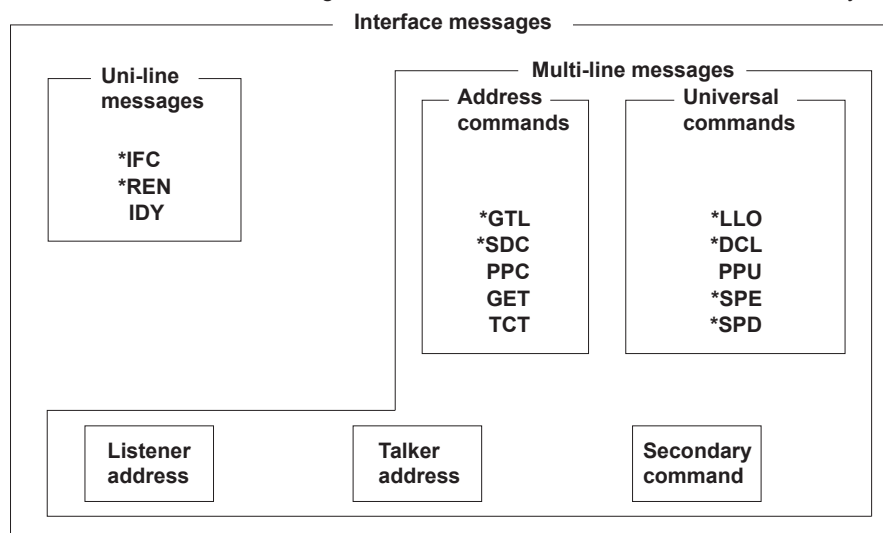 Interface messages
Uni-line
messages
*IFC
*REN
IDY
Multi-line messages
Address
commands
*GTL
*SDC
PPC
GET
TCT
Universal
commands
*LLO
*DCL
PPU
*SPE
*SPD
Listener
address
Talker
address
Secondary
command